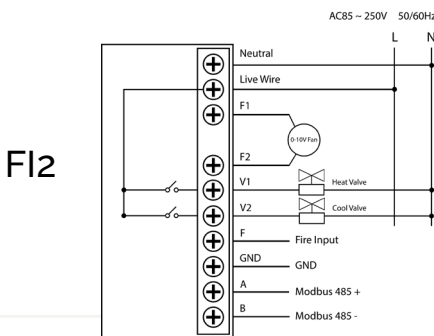 AC85 ~ 250V 50/60Hz
L N
Neutral
Live Wire
F1
0-10V Fan
FI2
F2
V1 Heat Valve
V2 Cool Valve
F Fire Input
GND GND
A Modbus 485 +
B Modbus 485 -